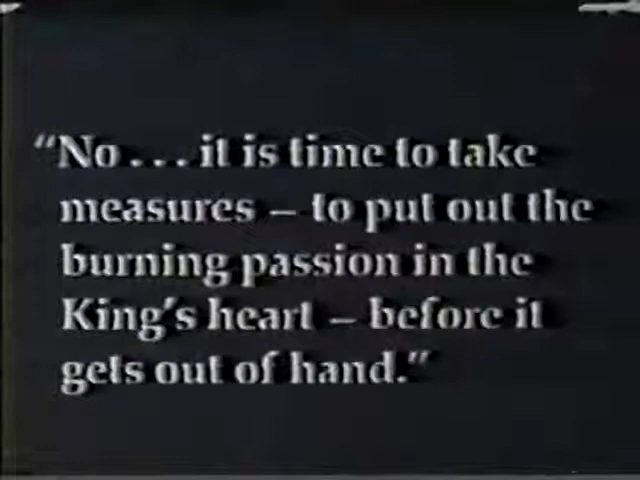 “No . . . it is time to take
measures – to put out the
burning passion in the
King's heart – before it
gets out of hand.”